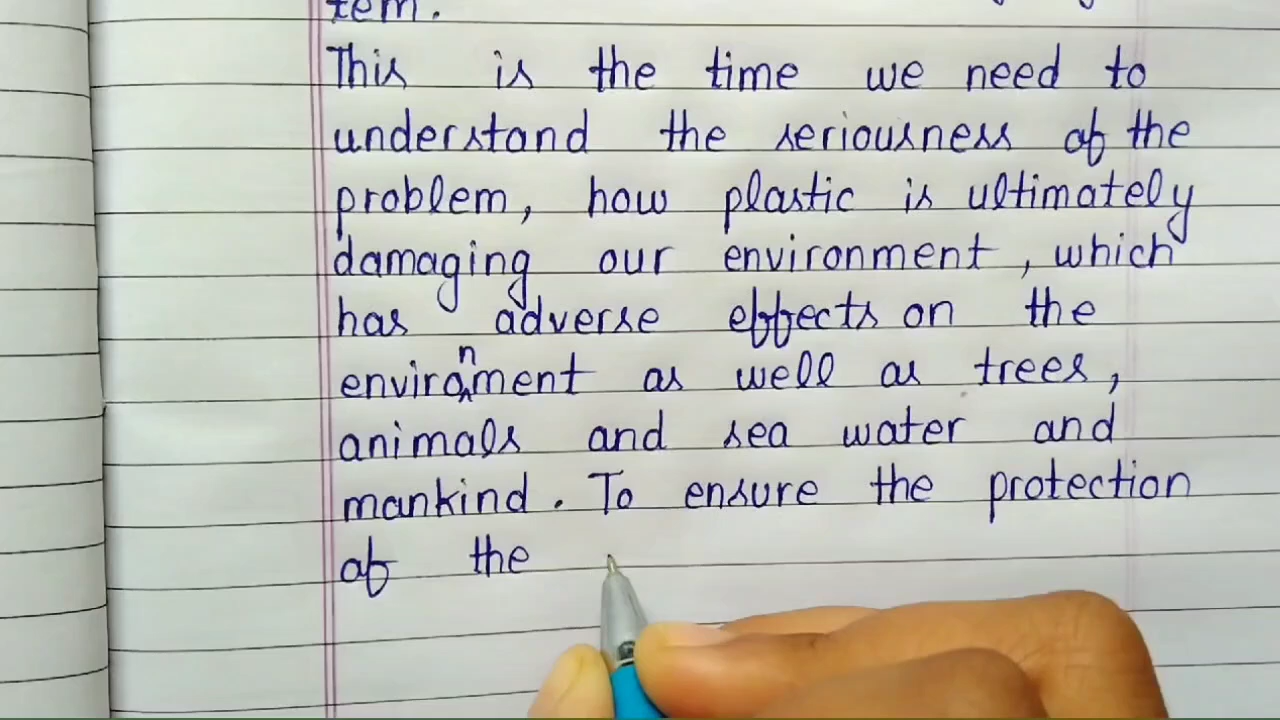 tem.
This is the time we need to
understand the seriousness of the
problem, how plastic is ultimately
damaging our environment, which
has adverse effects on the
environment as well as trees,
animals and sea water and
mankind. To ensure the protection
of the